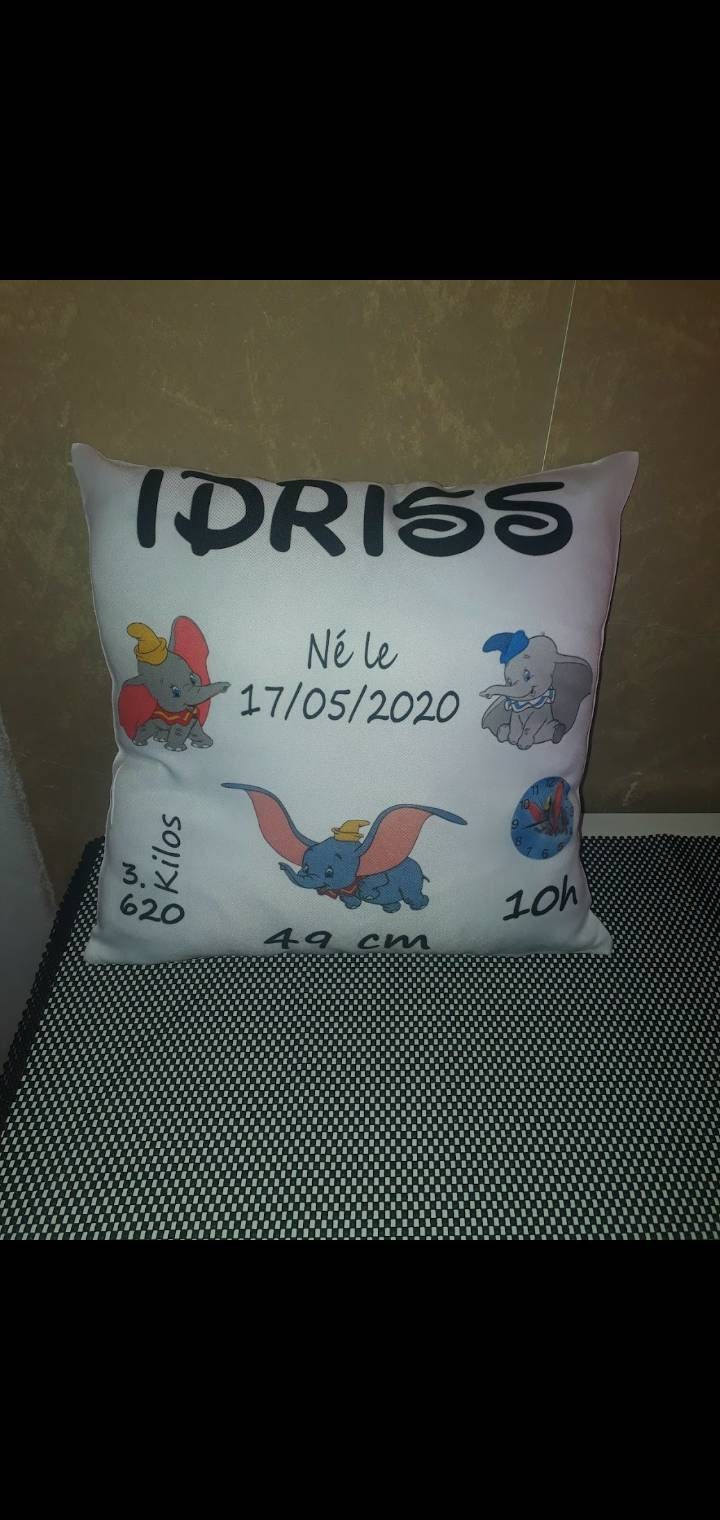 IDRISS
Né le
17/05/2020
3. Kilos
620
10h
49 cm